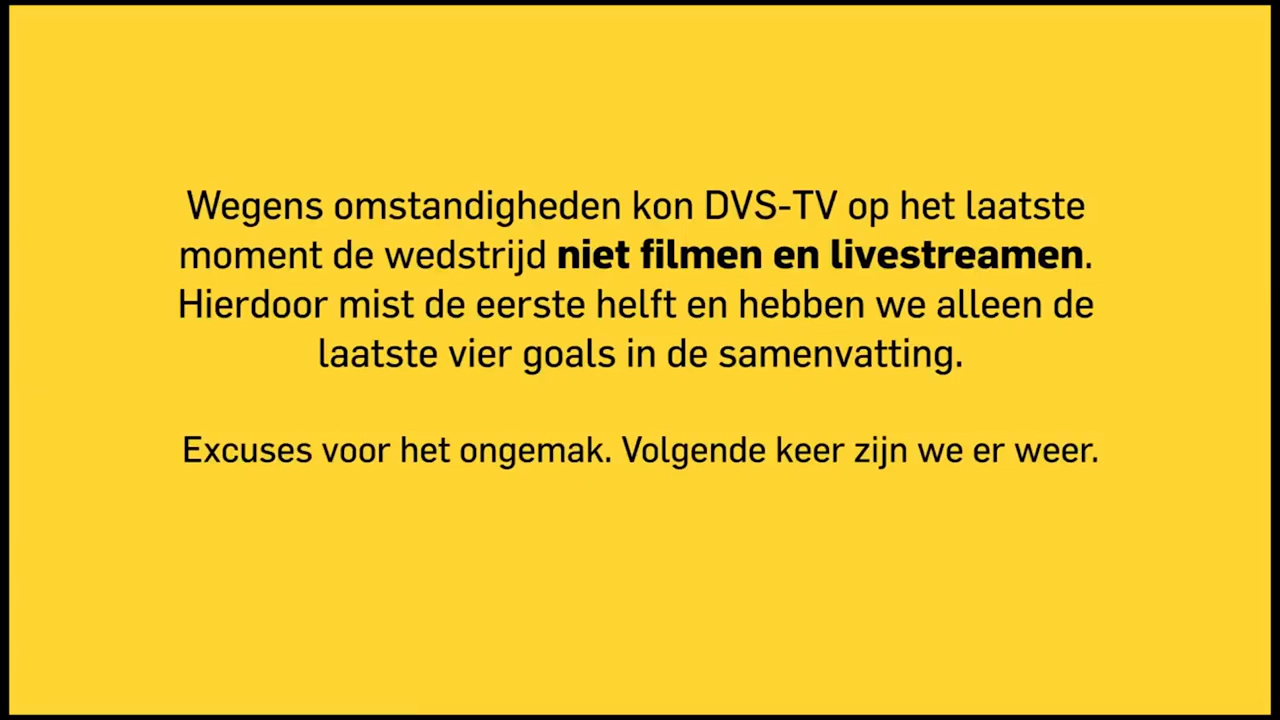 Wegens omstandigheden kon DVS-TV op het laatste
moment de wedstrijd niet filmen en livestreamen.
Hierdoor mist de eerste helft en hebben we alleen de
laatste vier goals in de samenvatting.
Excuses voor het ongemak. Volgende keer zijn we er weer.